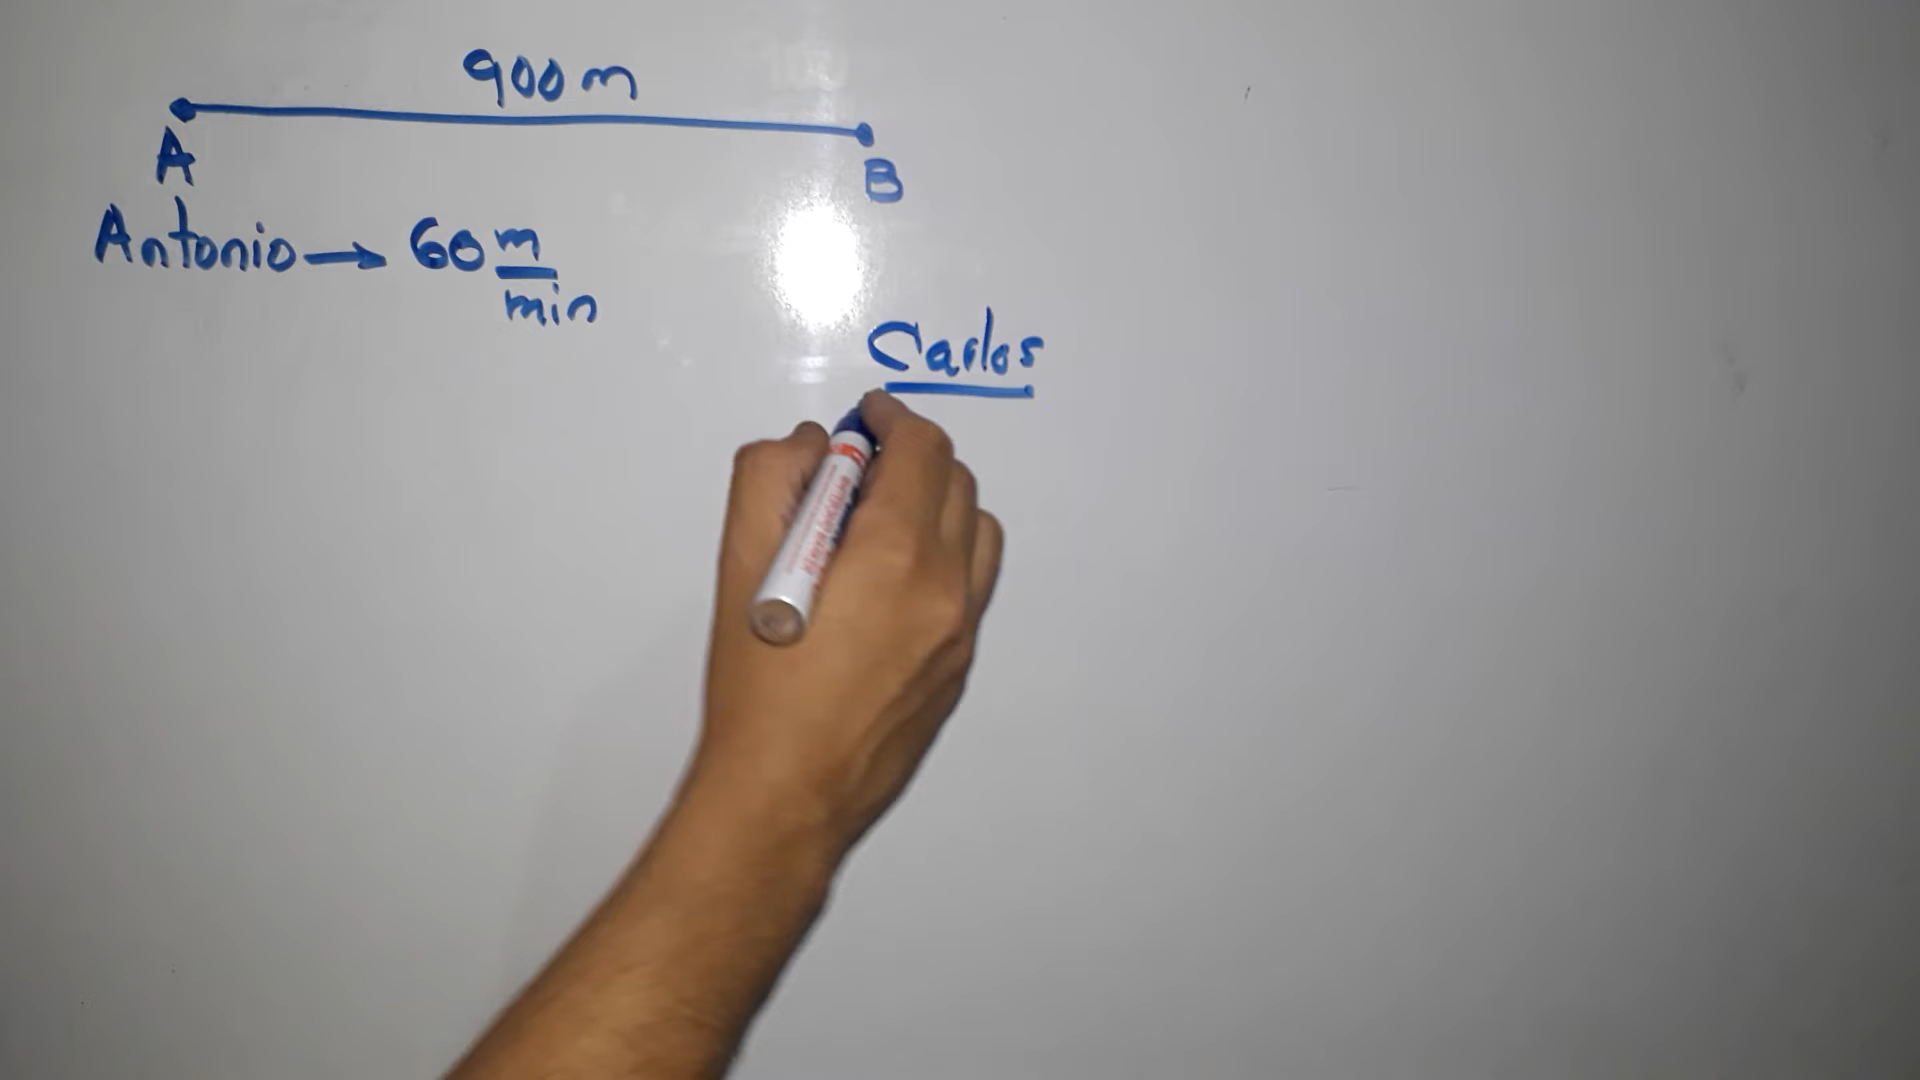 900 m
A
B
Antonio → 60 m
min
Carlos